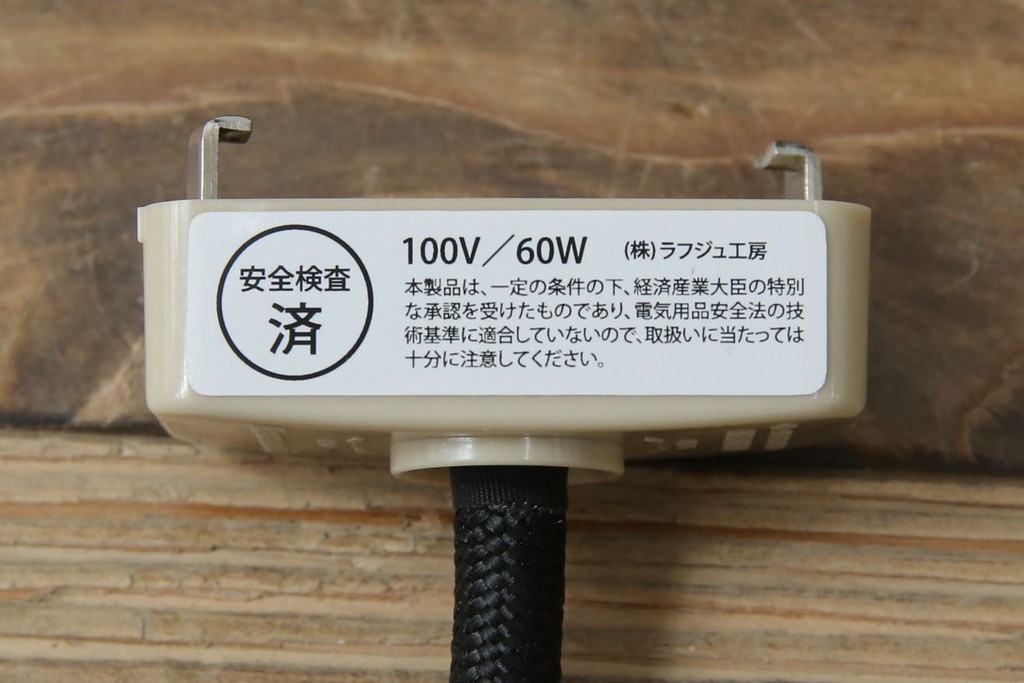 安全検査
済
100V／60W (株)ラフジュ工房
本製品は、一定の条件の下、経済産業大臣の特別
な承認を受けたものであり、電気用品安全法の技
術基準に適合していないので、取扱いに当たっては
十分に注意してください。